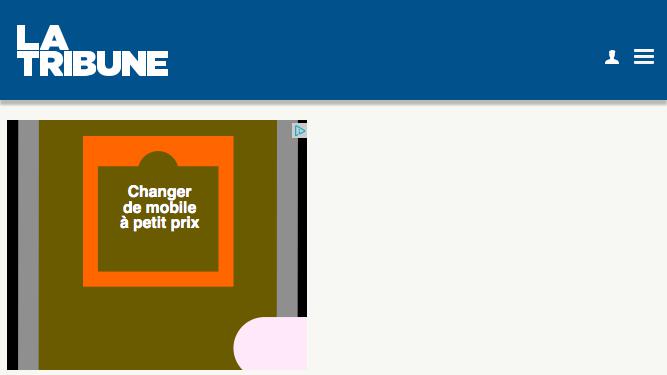 LA
TRIBUNE
Changer
de mobile
à petit prix